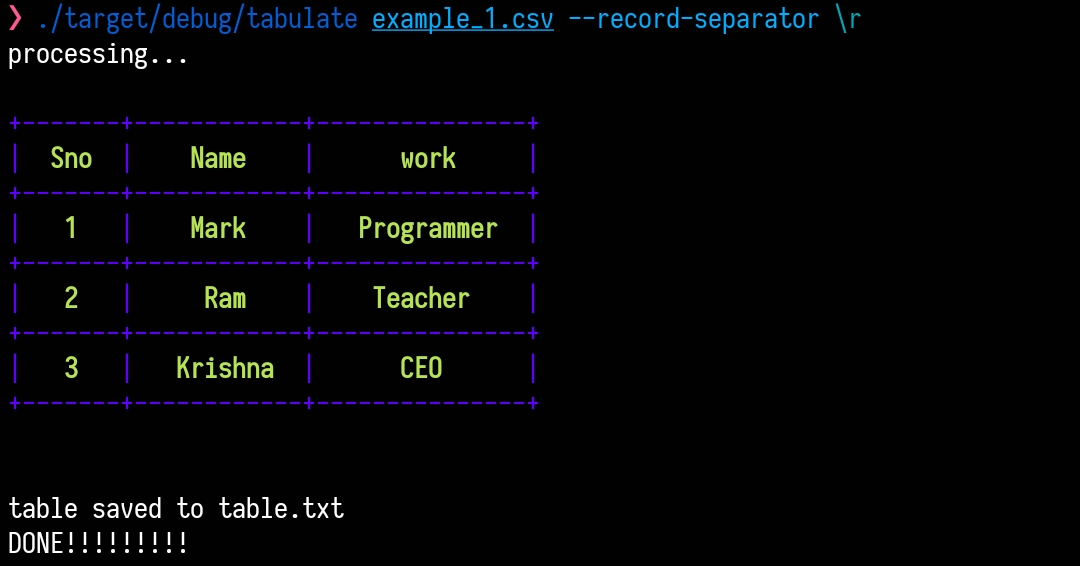 ❯ ./target/debug/tabulate example_1.csv --record-separator \r
processing...
+-------+------------+---------------+
|  Sno  |    Name    |      work     |
+-------+------------+---------------+
|   1   |    Mark    |   Programmer  |
+-------+------------+---------------+
|   2   |     Ram    |    Teacher    |
+-------+------------+---------------+
|   3   |   Krishna  |      CEO      |
+-------+------------+---------------+
table saved to table.txt
DONE!!!!!!!!!